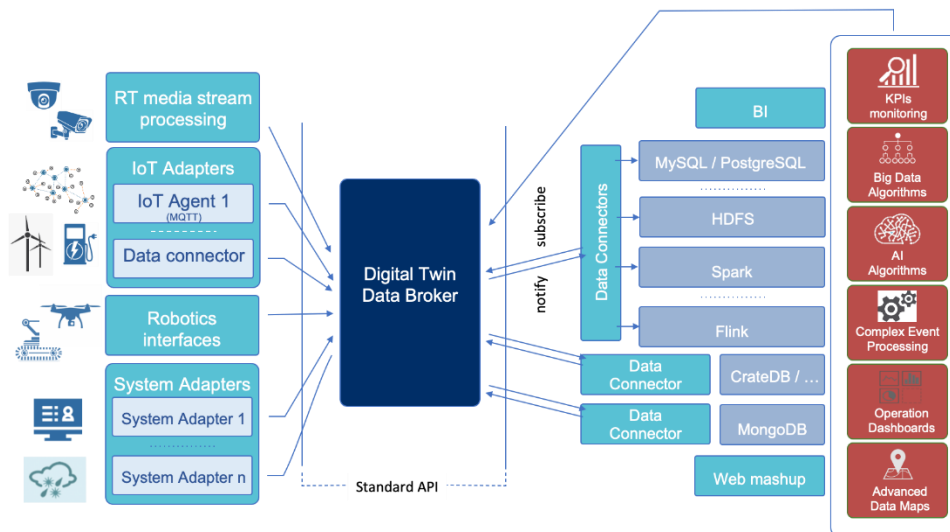 RT media stream
processing
IoT Adapters
IoT Agent 1
(MQTT)
Data connector
Robotics
interfaces
System Adapters
System Adapter 1
System Adapter n
Digital Twin
Data Broker
Standard API
subscribe
notify
Data Connectors
BI
MySQL / PostgreSQL
HDFS
Spark
Flink
Data
Connector
CrateDB / ...
Data
Connector
MongoDB
Web mashup
KPIs
monitoring
Big Data
Algorithms
AI
Algorithms
Complex Event
Processing
Operation
Dashboards
Advanced
Data Maps